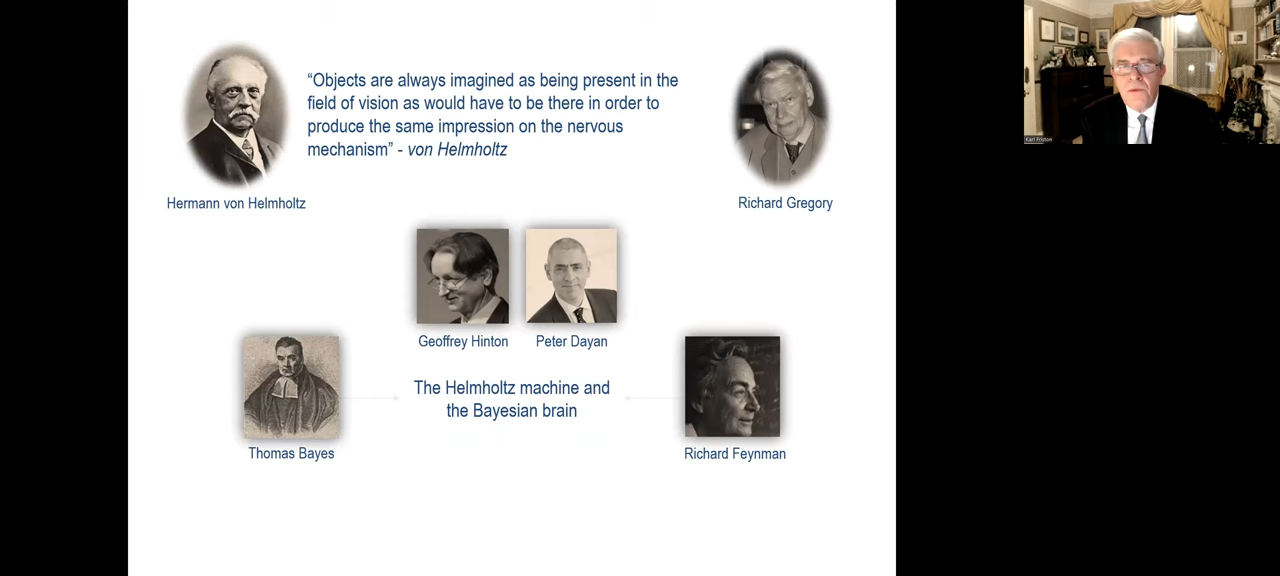 “Objects are always imagined as being present in the
field of vision as would have to be there in order to
produce the same impression on the nervous
mechanism” - von Helmholtz
Hermann von Helmholtz
Richard Gregory
Geoffrey Hinton
Peter Dayan
The Helmholtz machine and
the Bayesian brain
Thomas Bayes
Richard Feynman
Karl Friston